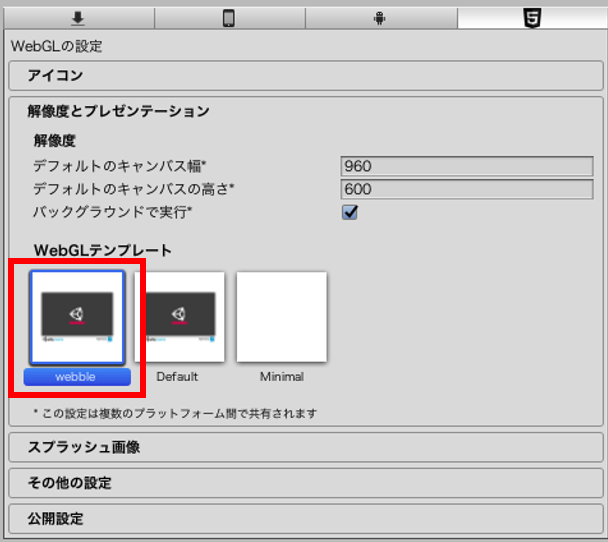 WebGLの設定
アイコン
解像度とプレゼンテーション
解像度
デフォルトのキャンバス幅*
960
デフォルトのキャンバスの高さ*
600
バックグラウンドで実行*
WebGLテンプレート
webble
Default
Minimal
* この設定は複数のプラットフォーム間で共有されます
スプラッシュ画像
その他の設定
公開設定